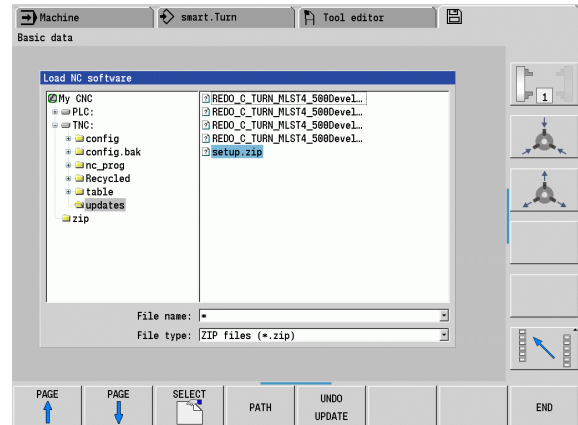 Machine
smart.Turn
Tool editor
Basic data
Load NC software
My CNC
PLC:
TNC:
config
config.bak
nc_prog
Recycled
table
updates
zip
REDO_C_TURN_MLST4_500Devel…
REDO_C_TURN_MLST4_500Devel…
REDO_C_TURN_MLST4_500Devel…
REDO_C_TURN_MLST4_500Devel…
setup.zip
File name: *
File type: ZIP files (*.zip)
1
PAGE
PAGE
SELECT
PATH
UNDO
UPDATE
END